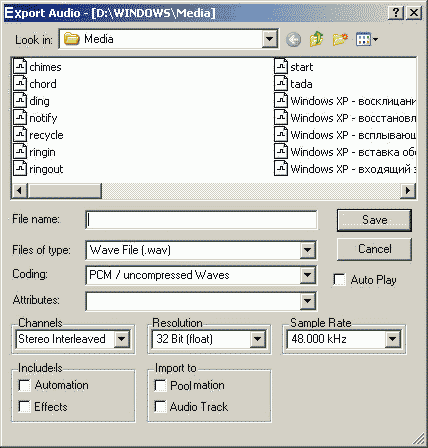 Export Audio - [D:\WINDOWS\Media]
Look in: Media
chimes
chord
ding
notify
recycle
ringin
ringout
start
tada
Windows XP - восклицани
Windows XP - восстановл
Windows XP - всплывающ
Windows XP - вставка об
Windows XP - входящий з
File name:
Save
Files of type: Wave File (.wav)
Cancel
Coding: PCM / uncompressed Waves
Auto Play
Attributes:
Channels
Stereo Interleaved
Resolution
32 Bit (float)
Sample Rate
48.000 kHz
Automation
Effects
Import to
Audio Track